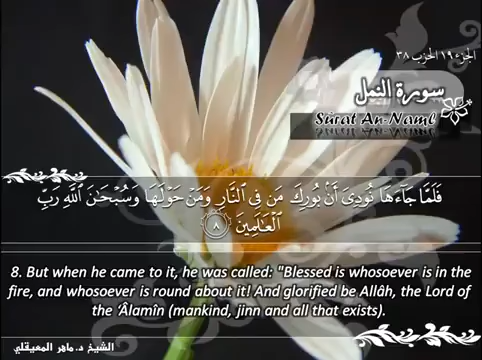 الجزء ١٩ الحزب ٣٨
سورة النمل
Sûrat An-Naml
فَلَمَّا جَآءَهَا نُودِىَ أَنۢ بُورِكَ مَن فِى ٱلنَّارِ وَمَنْ حَوْلَهَا وَسُبْحَٰنَ ٱللَّهِ رَبِّ
ٱلْعَٰلَمِينَ ٨
8. But when he came to it, he was called: "Blessed is whosoever is in the
fire, and whosoever is round about it! And glorified be Allâh, the Lord of
the 'Âlamîn (mankind, jinn and all that exists).
الشيخ د. ماهر المعيقلي